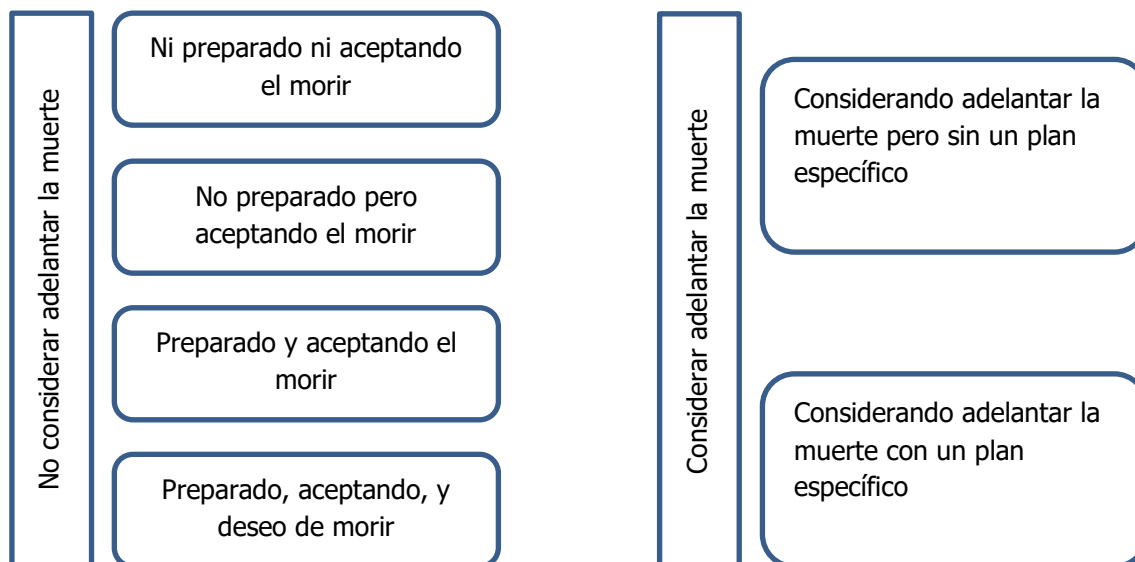 No considerar adelantar la muerte
Ni preparado ni aceptando
el morir
No preparado pero
aceptando el morir
Preparado y aceptando el
morir
Preparado, aceptando, y
deseo de morir
Considerar adelantar la muerte
Considerando adelantar la
muerte pero sin un plan
específico
Considerando adelantar la
muerte con un plan
específico